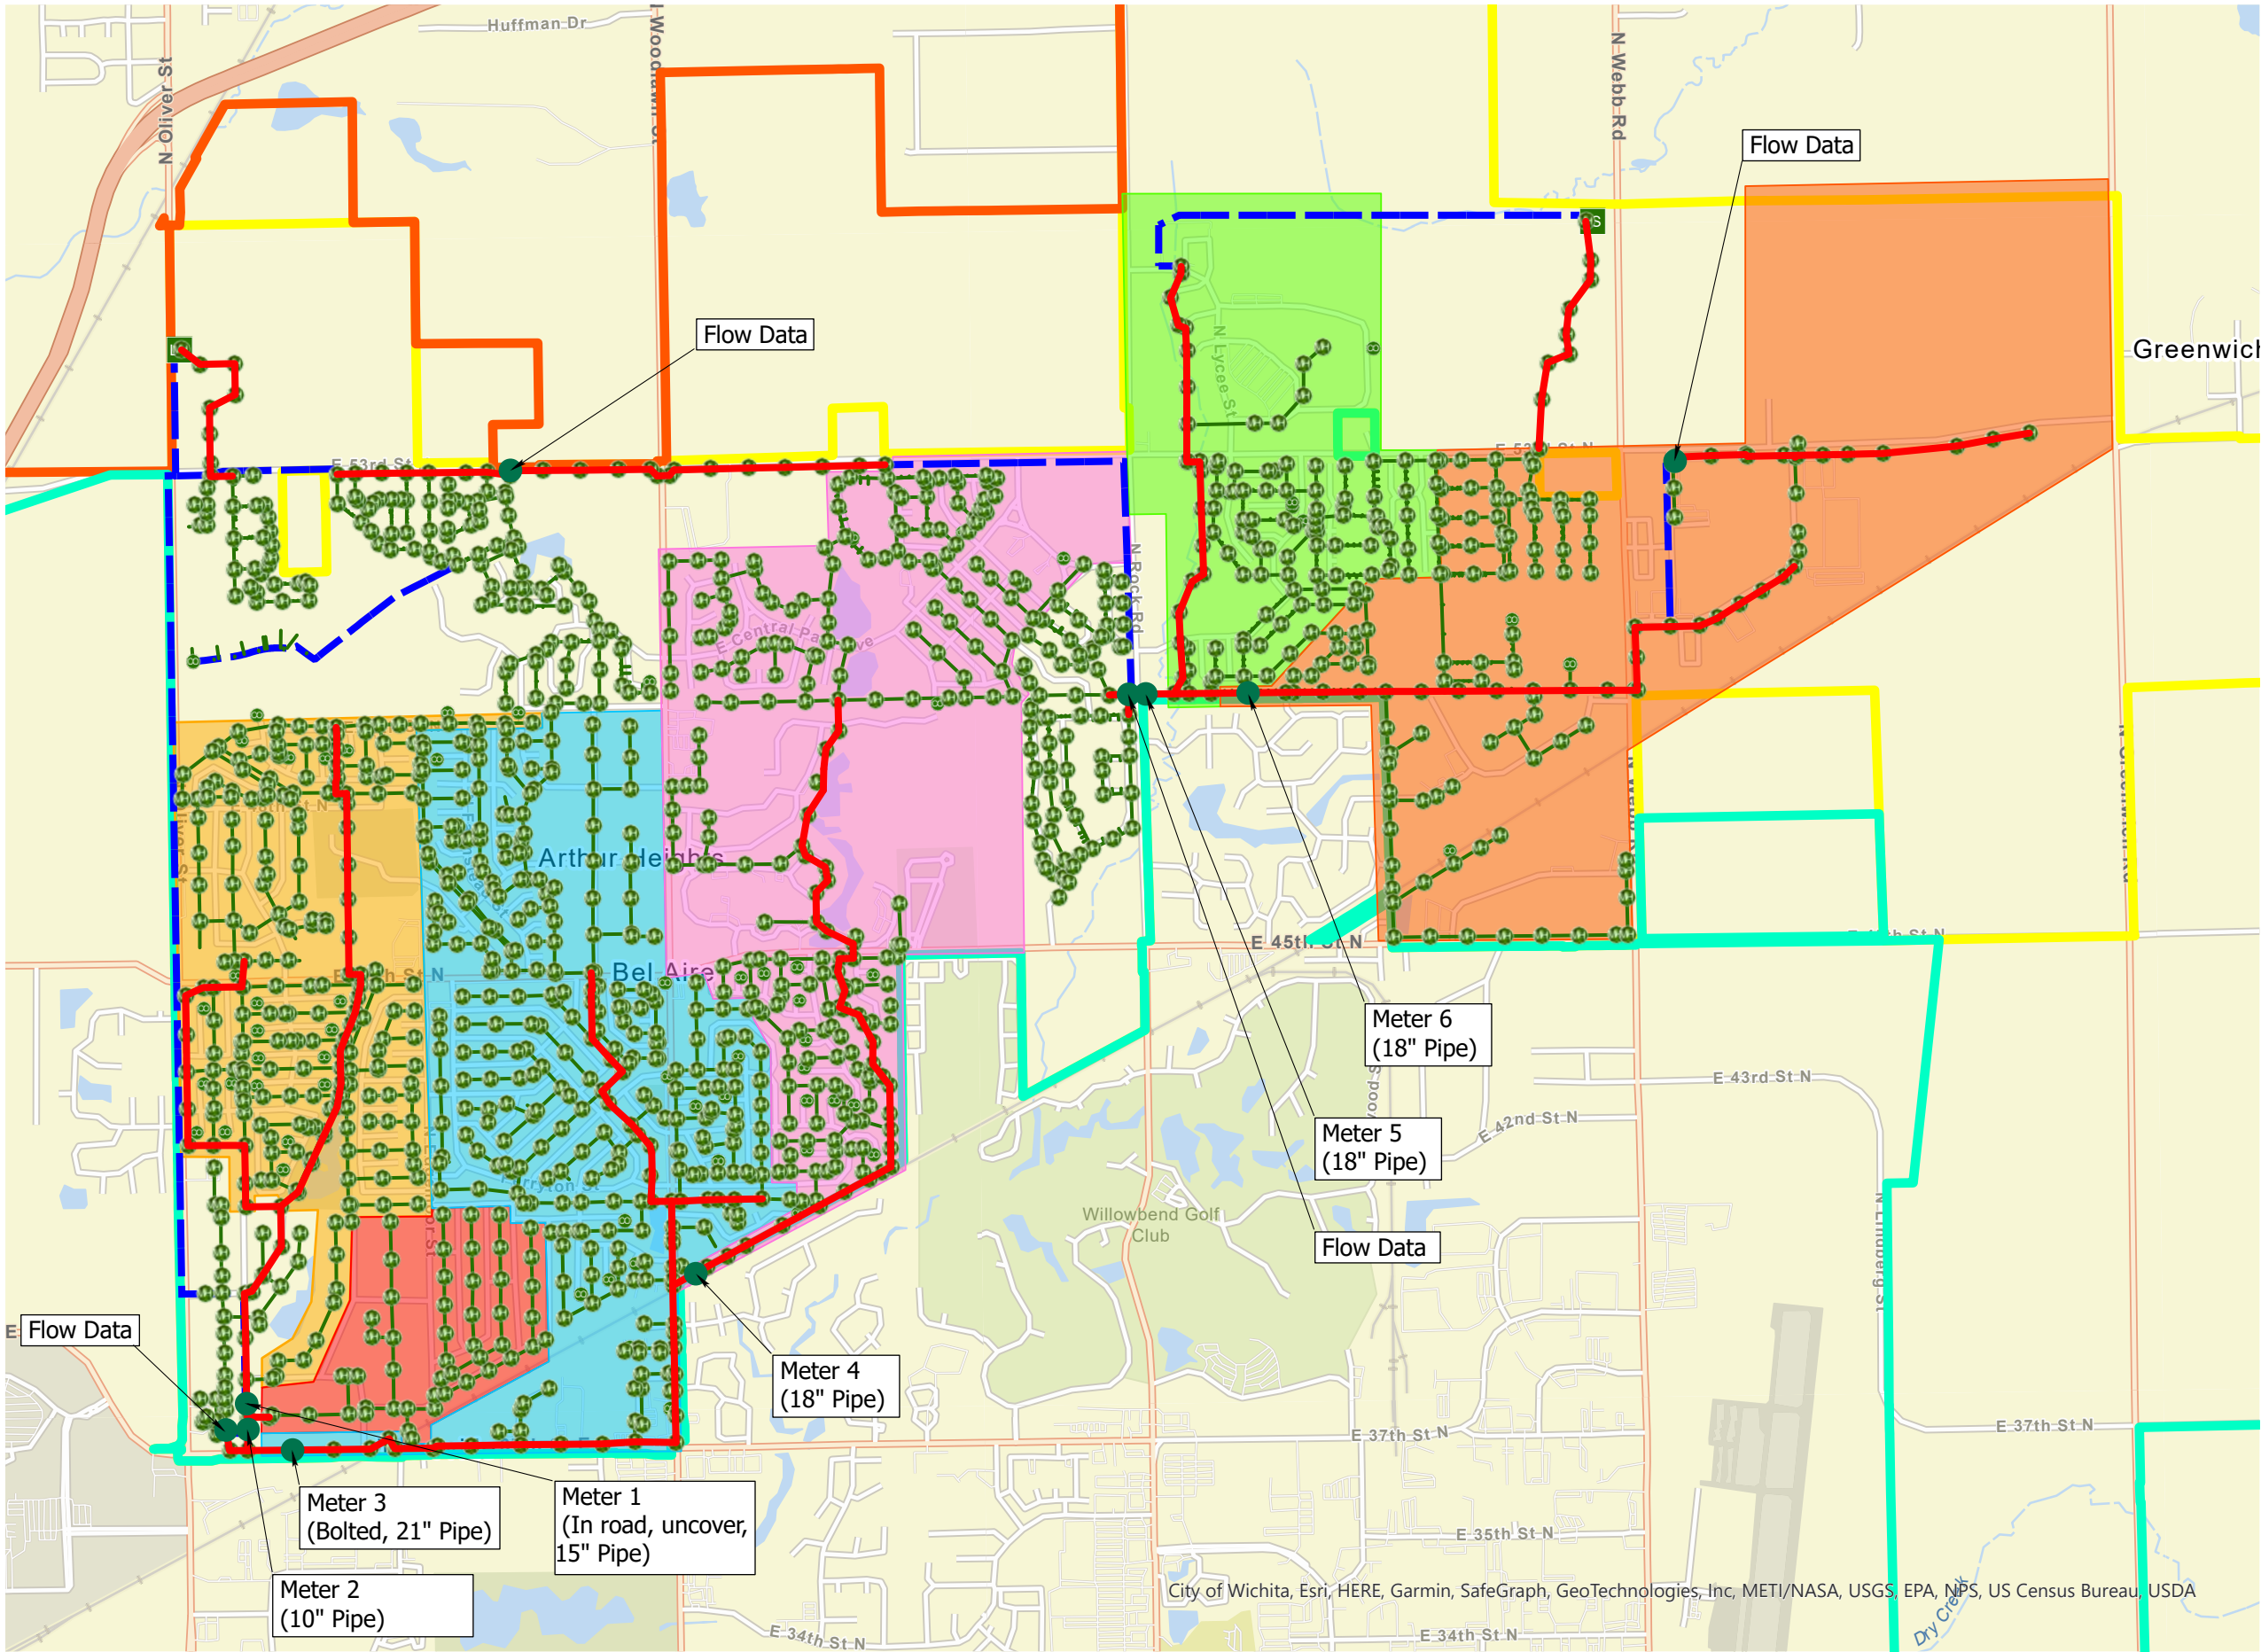 Huffman Dr
N Oliver St
N Webb Rd
Flow Data
Flow Data
N Lycee St
Greenwich
E 53rd St
N Rock Rd
Arthur Heights
E 45th St N
Bel Aire
Meter 6
(18" Pipe)
E 43rd St N
E 42nd St N
Meter 5
(18" Pipe)
Willowbend Golf
Club
Flow Data
N Lindberg St
Flow Data
Meter 4
(18" Pipe)
E 37th St N
E 37th St N
Meter 3
(Bolted, 21" Pipe)
Meter 1
(In road, uncover,
15" Pipe)
E 35th St N
Meter 2
(10" Pipe)
City of Wichita, Esri, HERE, Garmin, SafeGraph, GeoTechnologies, Inc, METI/NASA, USGS, EPA, NPS, US Census Bureau, USDA
Dry Creek
E 34th St N
E 34th St N